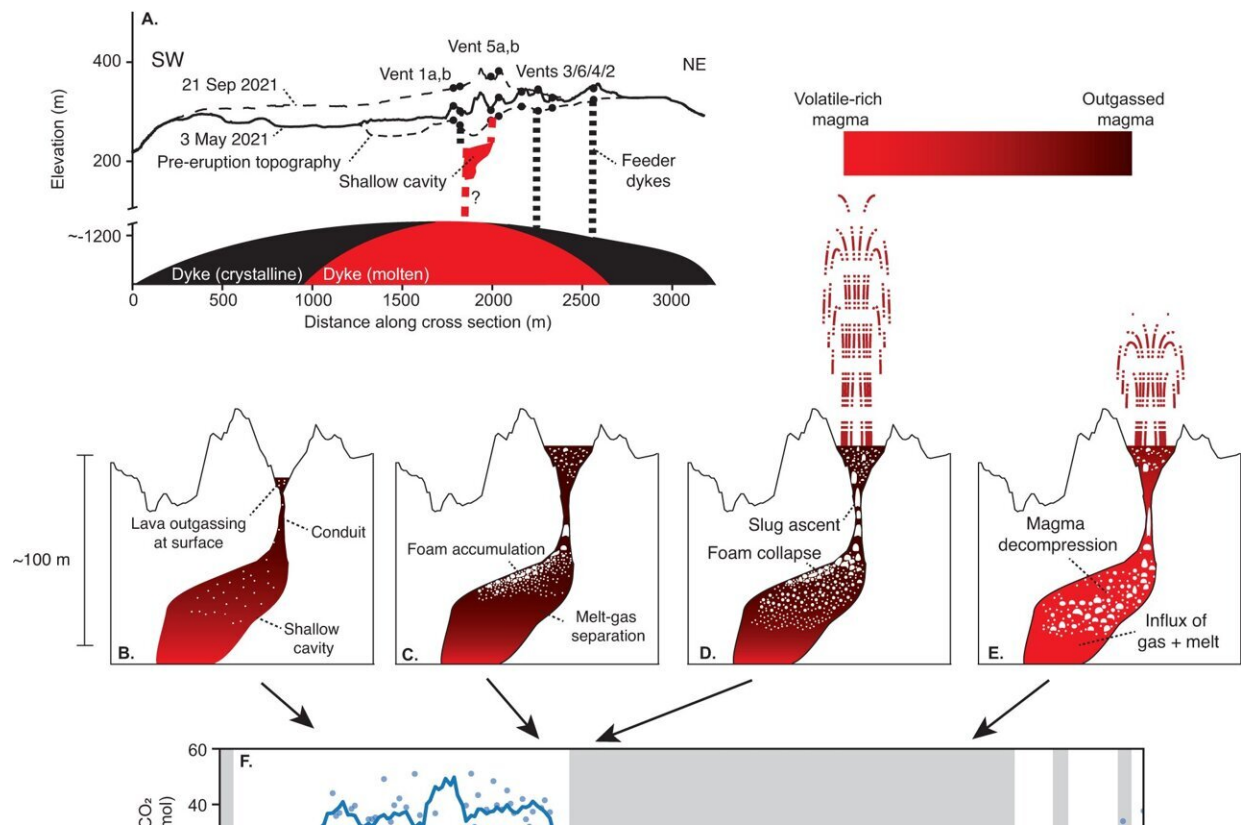 A.
SW
NE
Vent 5a,b
Vent 1a,b
Vents 3/6/4/2
21 Sep 2021
3 May 2021
Pre-eruption topography
Shallow cavity
Feeder
dykes
?
Elevation (m)
400
200
~-1200
Dyke (crystalline)
Dyke (molten)
0
500
1000
1500
2000
2500
3000
Distance along cross section (m)
Volatile-rich
magma
Outgassed
magma
~100 m
Lava outgassing
at surface
Conduit
Shallow
cavity
B.
Foam accumulation
Melt-gas
separation
C.
Slug ascent
Foam collapse
D.
Magma
decompression
Influx of
gas + melt
E.
60
F.
40
CO₂
mol)